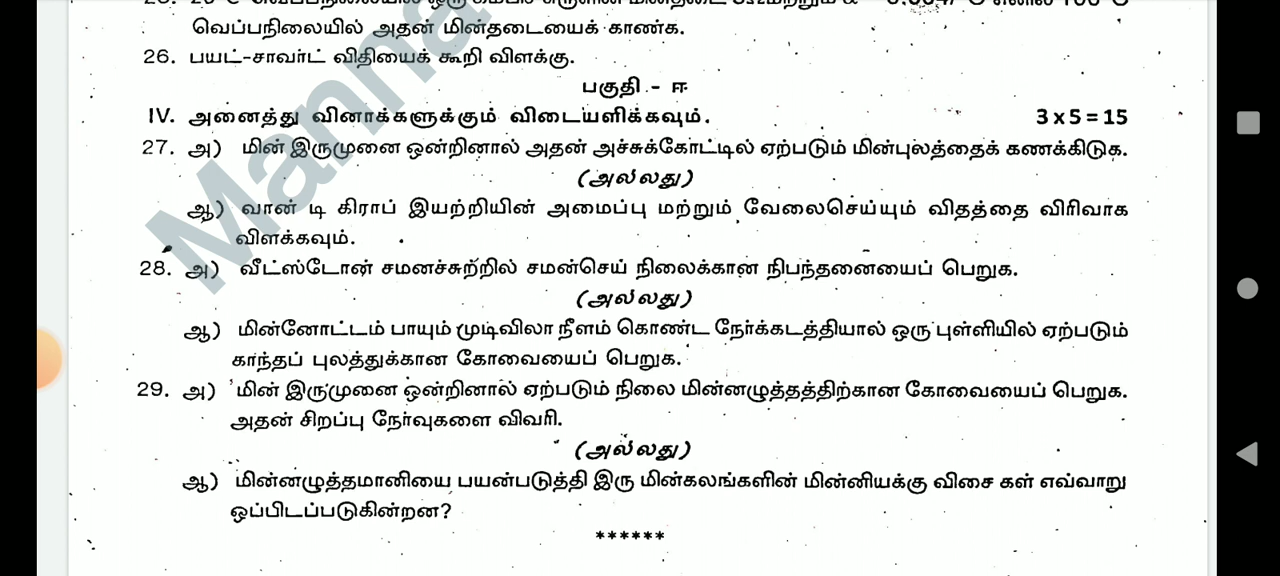 வெப்பநிலையில் அதன் மின்தடையைக் காண்க.
26. பயட்-சாவர்ட் விதியைக் கூறி விளக்கு.
பகுதி - ஈ
IV. அனைத்து வினாக்களுக்கும் விடையளிக்கவும். 3 x 5 = 15
27. அ) மின் இருமுனை ஒன்றினால் அதன் அச்சுக்கோட்டில் ஏற்படும் மின்புலத்தைக் கணக்கிடுக.
(அல்லது)
ஆ) வான் டி கிராப் இயற்றியின் அமைப்பு மற்றும் வேலைசெய்யும் விதத்தை விரிவாக
விளக்கவும்.
28. அ) வீட்ஸ்டோன் சமனச்சுற்றில் சமன்செய் நிலைக்கான நிபந்தனையைப் பெறுக.
(அல்லது)
ஆ) மின்னோட்டம் பாயும் முடிவிலா நீளம் கொண்ட நேர்க்கடத்தியால் ஒரு புள்ளியில் ஏற்படும்
காந்தப் புலத்துக்கான கோவையைப் பெறுக.
29. அ) மின் இருமுனை ஒன்றினால் ஏற்படும் நிலை மின்னழுத்தத்திற்கான கோவையைப் பெறுக.
அதன் சிறப்பு நேர்வுகளை விவரி.
(அல்லது)
ஆ) மின்னழுத்தமானியை பயன்படுத்தி இரு மின்கலங்களின் மின்னியக்கு விசை கள் எவ்வாறு
ஒப்பிடப்படுகின்றன?
******